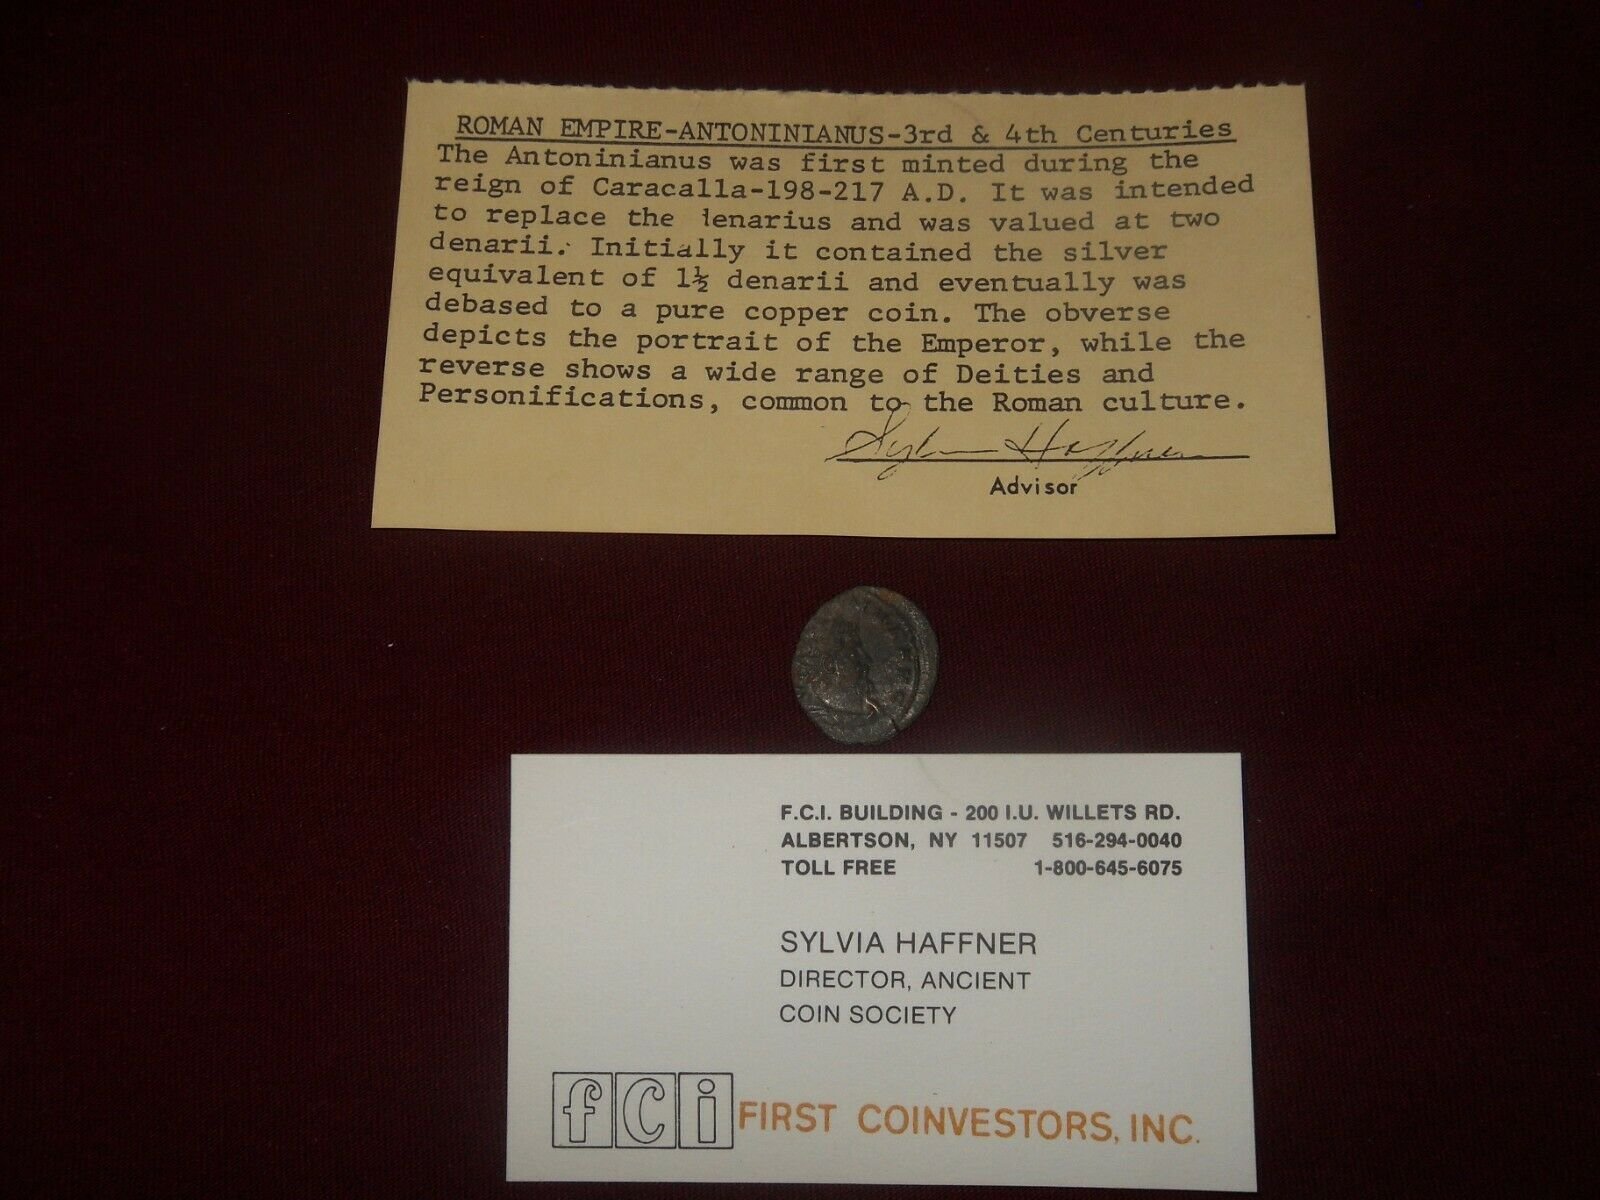 ROMAN EMPIRE-ANTONINIANUS-3rd & 4th Centuries
The Antoninianus was first minted during the
reign of Caracalla-198-217 A.D. It was intended
to replace the denarius and was valued at two
denarii. Initially it contained the silver
equivalent of 1½ denarii and eventually was
debased to a pure copper coin. The obverse
depicts the portrait of the Emperor, while the
reverse shows a wide range of Deities and
Personifications, common to the Roman culture.
Sylvia Haffner
Advisor
F.C.I. BUILDING - 200 I.U. WILLETS RD.
ALBERTSON, NY 11507 516-294-0040
TOLL FREE 1-800-645-6075
SYLVIA HAFFNER
DIRECTOR, ANCIENT
COIN SOCIETY
fci FIRST COINVESTORS, INC.